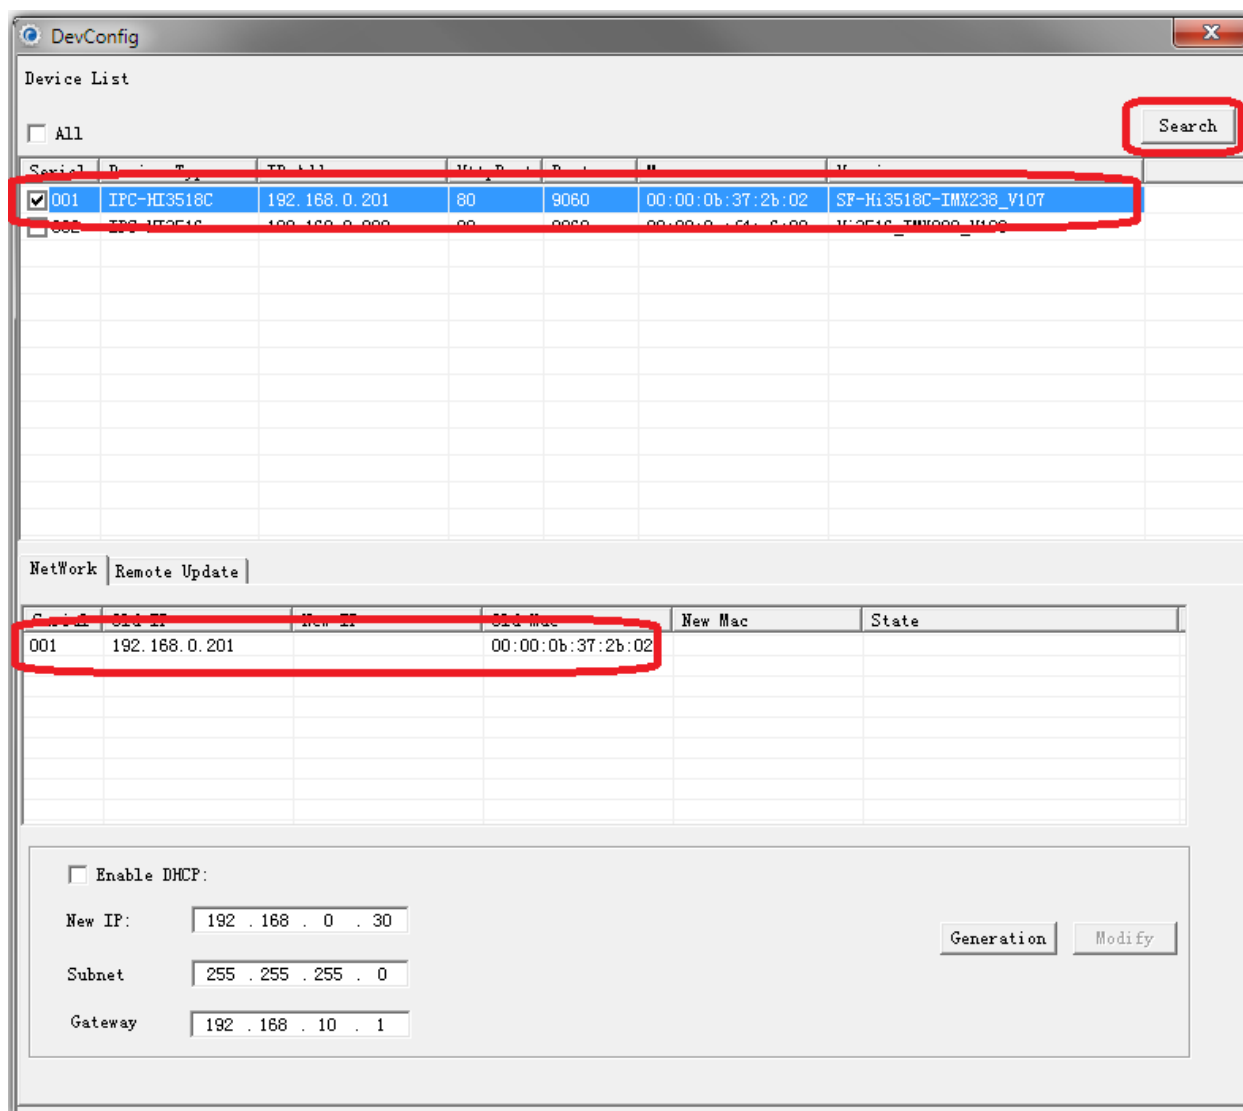 DevConfig
Device List
All
Search
001 IPC-HI3518C 192.168.0.201 80 9060 00:00:0b:37:2b:02 SF-Hi3518C-IMX238_V107
NetWork Remote Update
New Mac State
001 192.168.0.201 00:00:0b:37:2b:02
Enable DHCP:
New IP: 192 . 168 . 0 . 30
Generation Modify
Subnet 255 . 255 . 255 . 0
Gateway 192 . 168 . 10 . 1